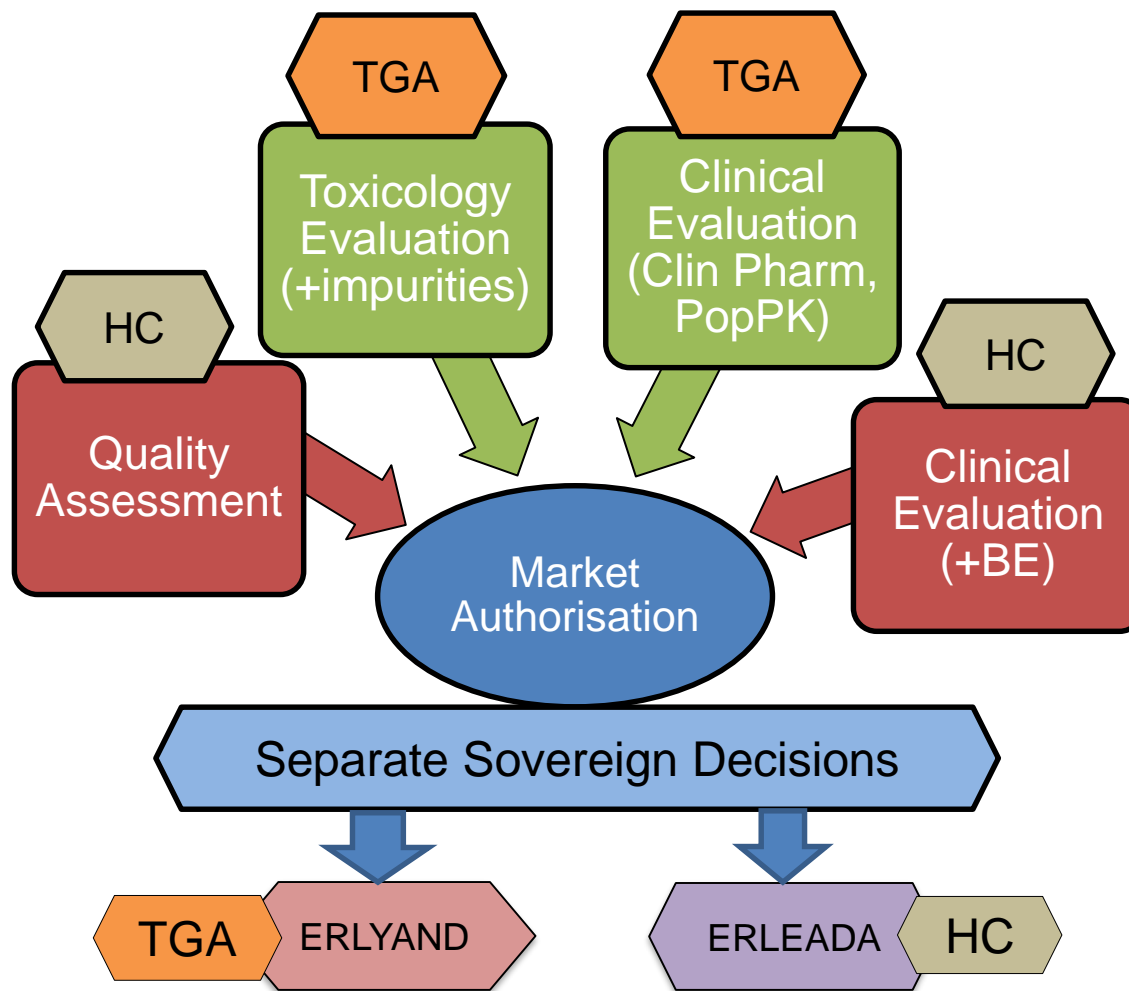 TGA
Toxicology
Evaluation
(+impurities)
TGA
Clinical
Evaluation
(Clin Pharm,
PopPK)
HC
Quality
Assessment
HC
Clinical
Evaluation
(+BE)
Market
Authorisation
Separate Sovereign Decisions
TGA
ERLYAND
ERLEADA
HC